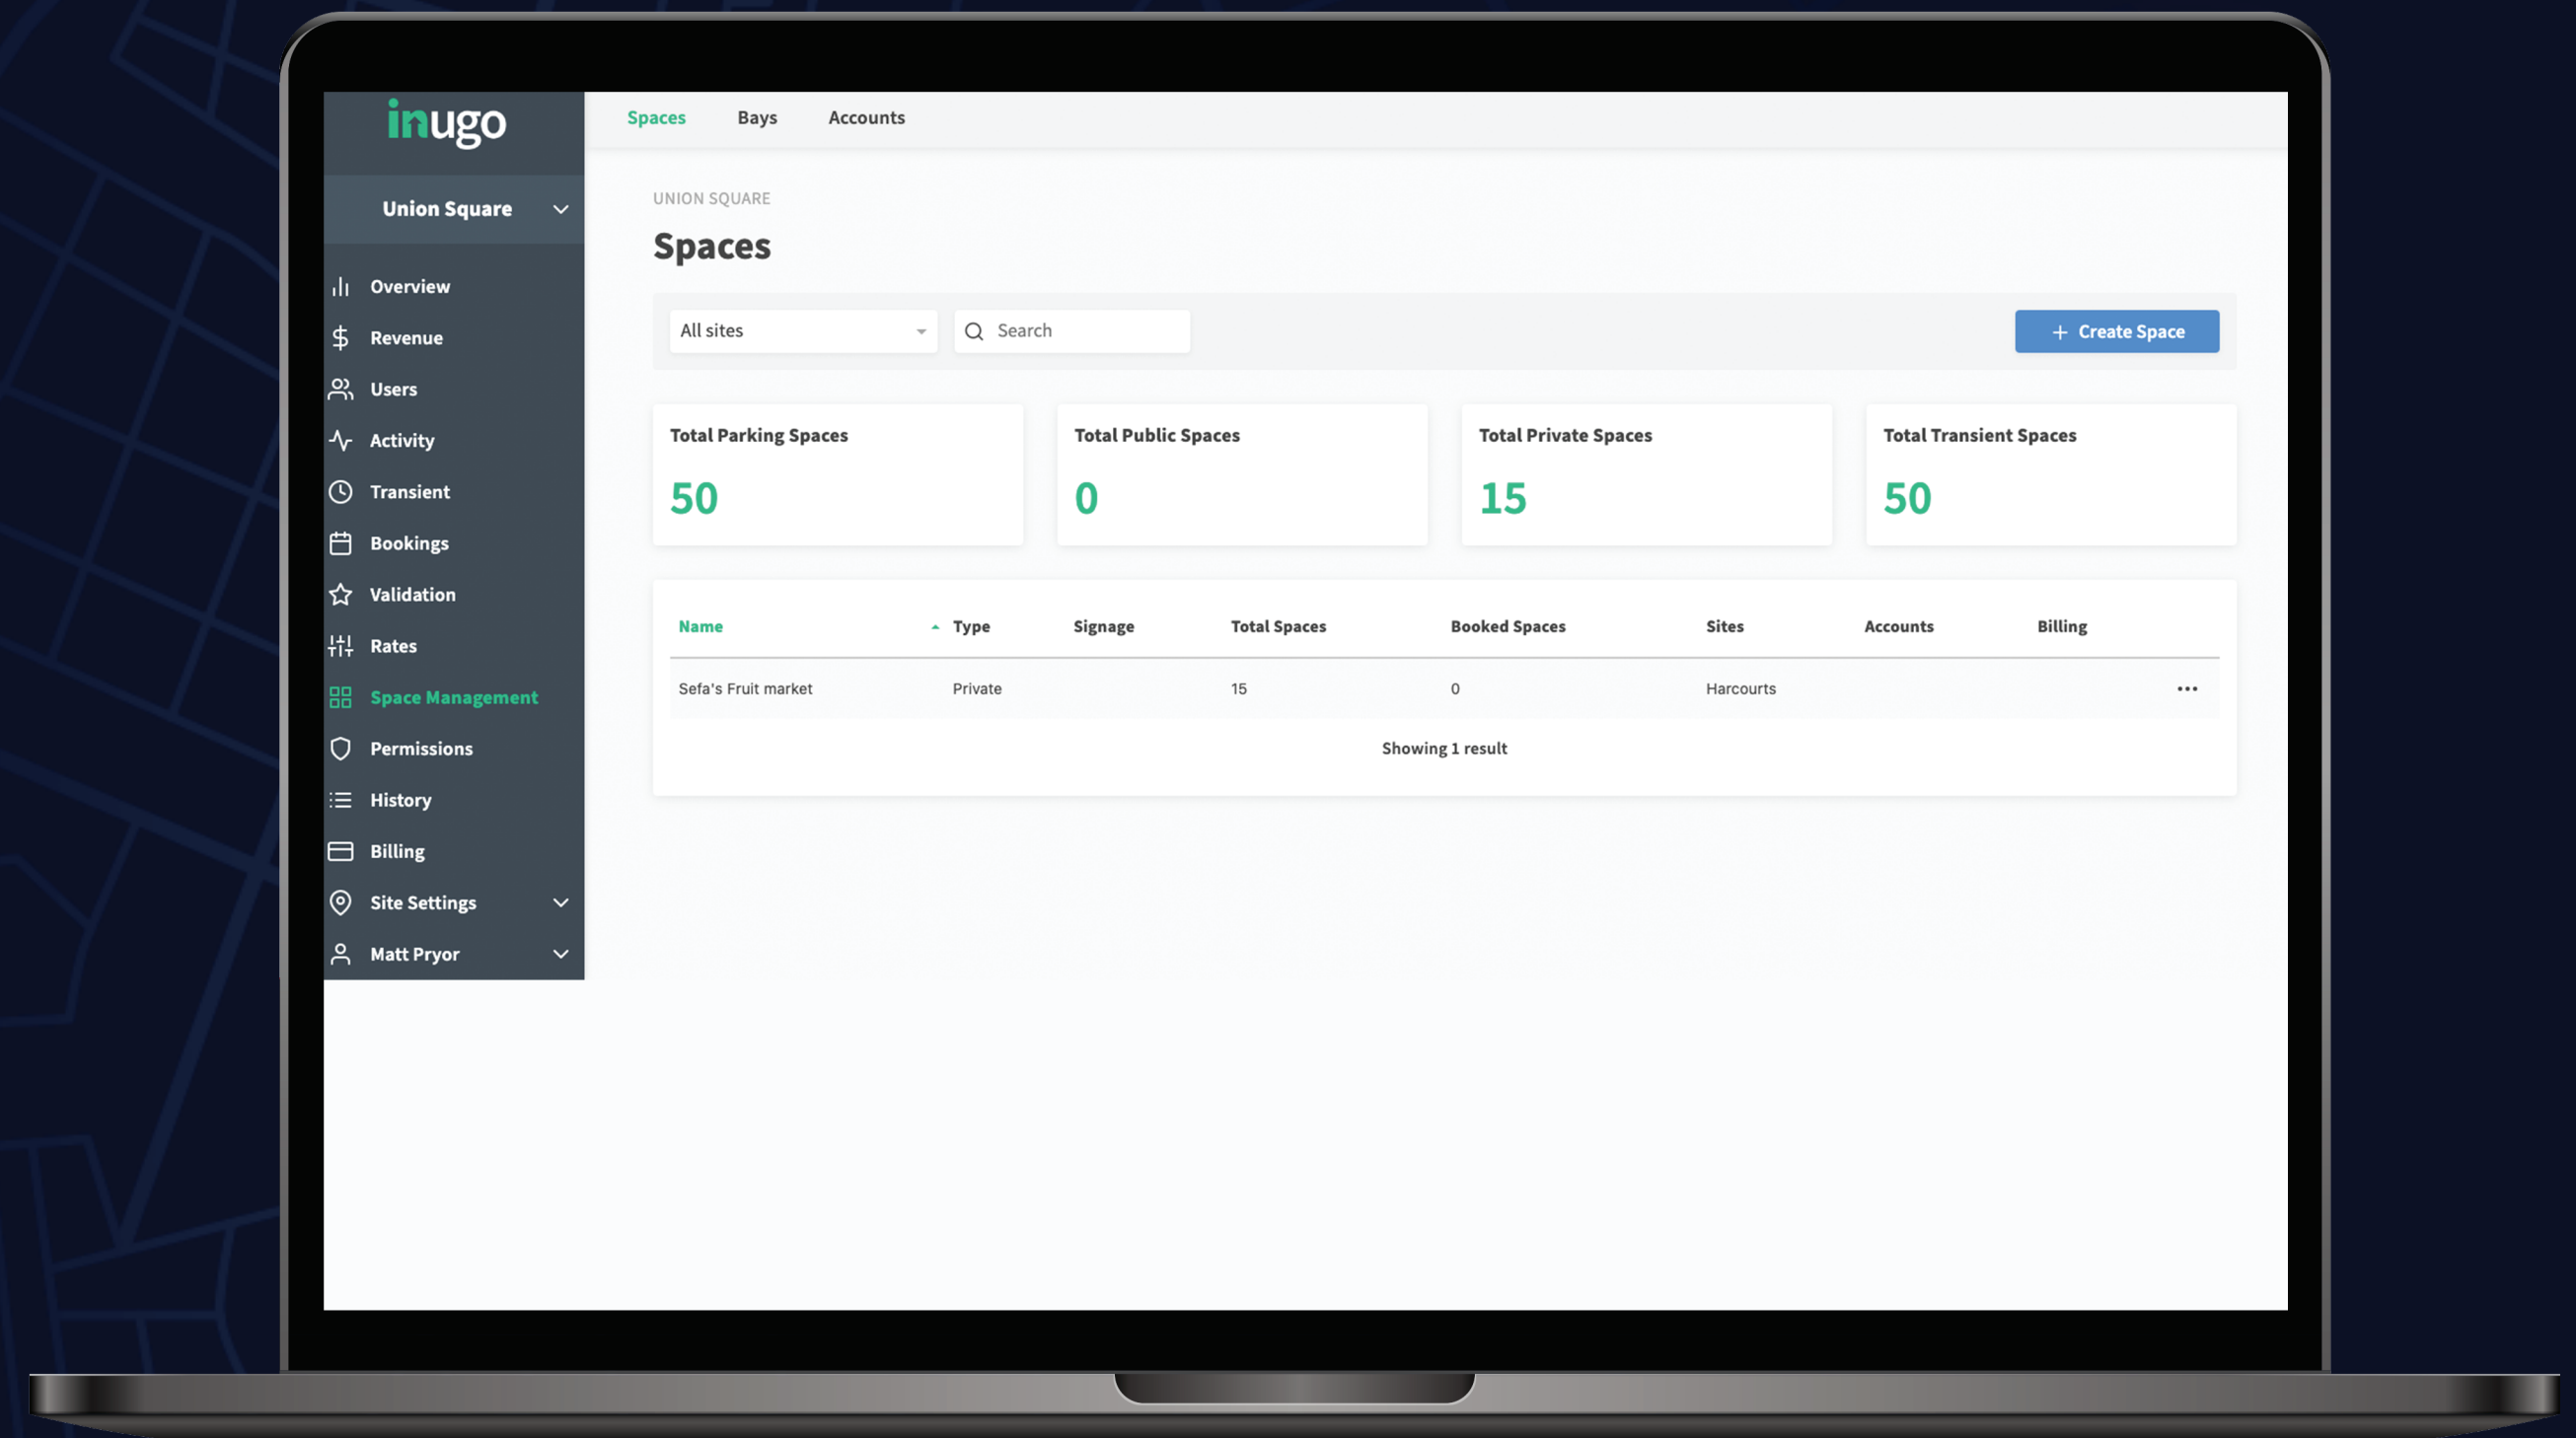 inugo
Union Square
Overview
Revenue
Users
Activity
Transient
Bookings
Validation
Rates
Space Management
Permissions
History
Billing
Site Settings
Matt Pryor
Spaces Bays Accounts
UNION SQUARE
Spaces
All sites Search + Create Space
Total Parking Spaces
50
Total Public Spaces
0
Total Private Spaces
15
Total Transient Spaces
50
Name Type Signage Total Spaces Booked Spaces Sites Accounts Billing
Sefa's Fruit market Private 15 0 Harcourts
Showing 1 result